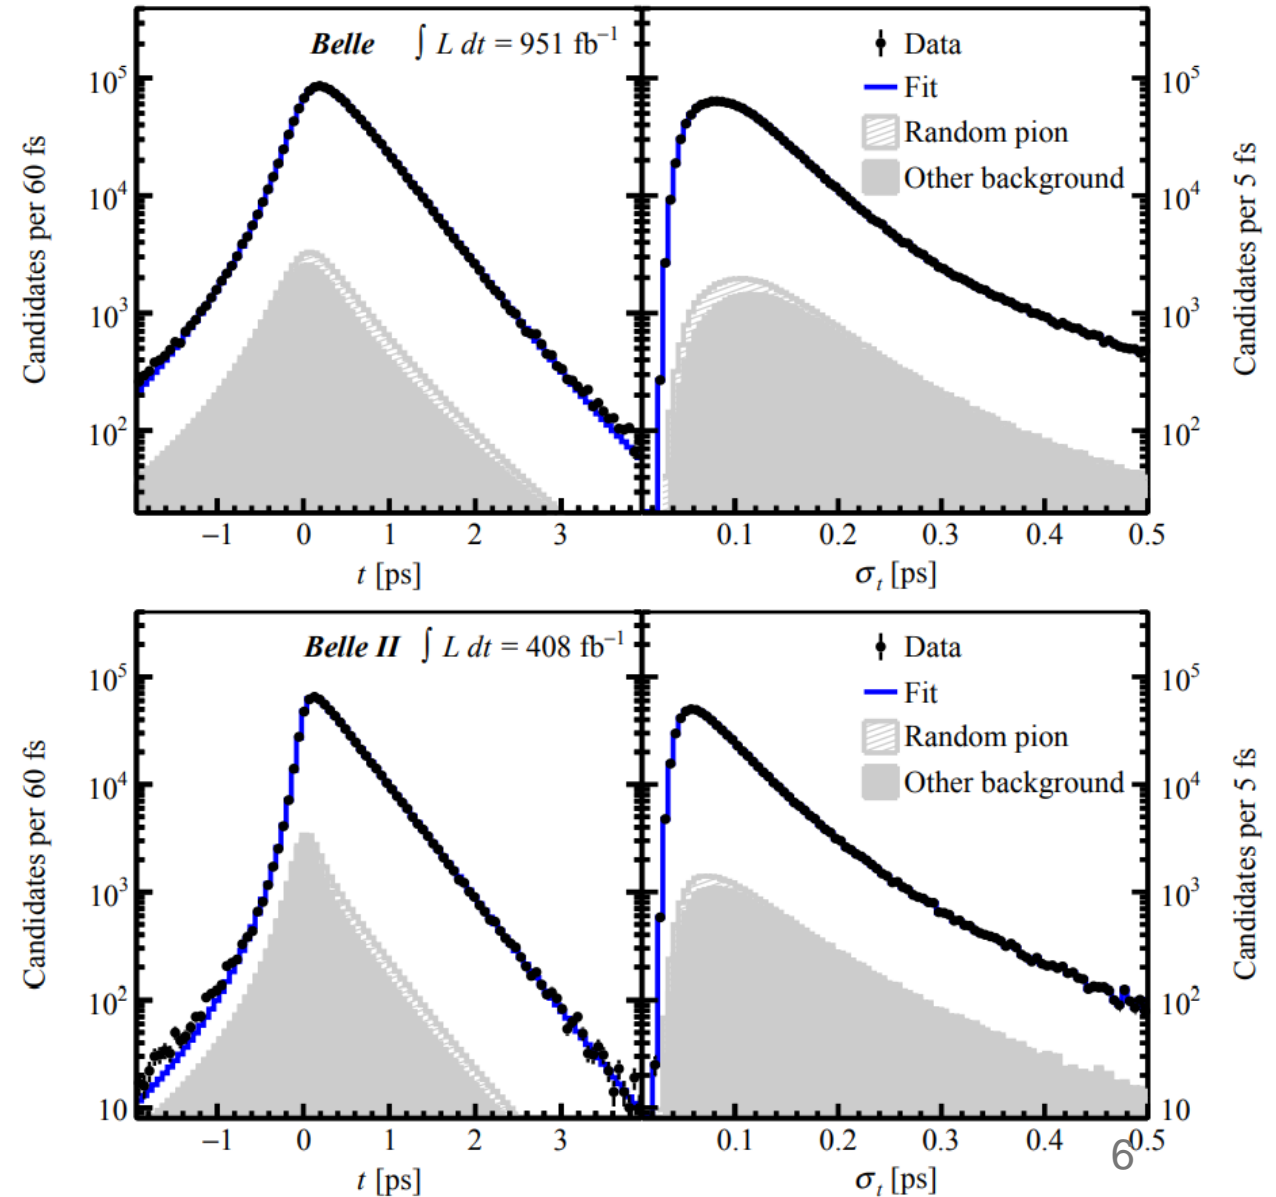 Belle ∫ L dt = 951 fb⁻¹
Data
Fit
Random pion
Other background
Candidates per 60 fs
10⁵
10⁴
10³
10²
−1 0 1 2 3
t [ps]
0.1 0.2 0.3 0.4 0.5
σₜ [ps]
10⁵
10⁴
10³
10²
Candidates per 5 fs
Belle II ∫ L dt = 408 fb⁻¹
Data
Fit
Random pion
Other background
Candidates per 60 fs
10⁵
10⁴
10³
10²
10
−1 0 1 2 3
t [ps]
0.1 0.2 0.3 0.4 0.5
σₜ [ps]
10⁵
10⁴
10³
10²
10
Candidates per 5 fs
6